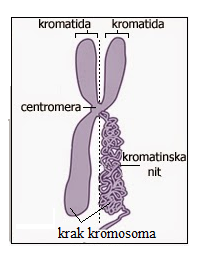 kromatida kromatida
centromera
kromatinska
nit
krak kromosoma